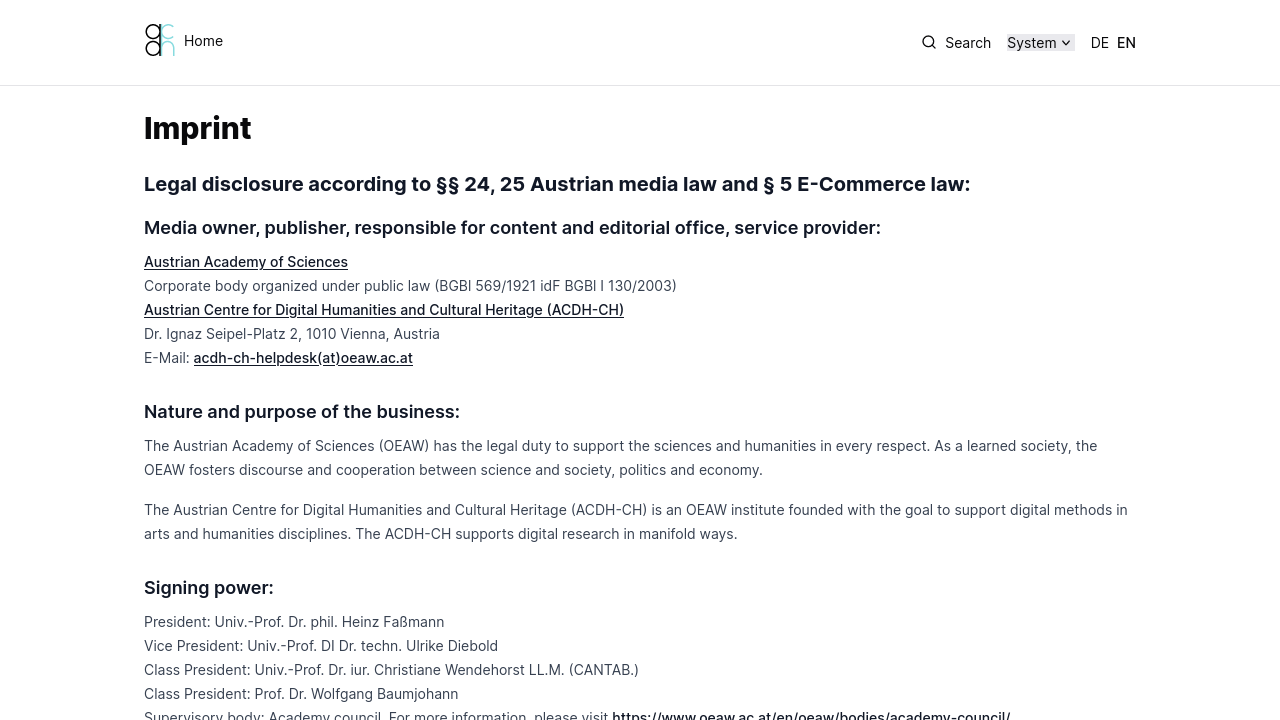 Home
Search
System
DE EN
Imprint
Legal disclosure according to §§ 24, 25 Austrian media law and § 5 E-Commerce law:
Media owner, publisher, responsible for content and editorial office, service provider:
Austrian Academy of Sciences
Corporate body organized under public law (BGBl 569/1921 idF BGBl I 130/2003)
Austrian Centre for Digital Humanities and Cultural Heritage (ACDH-CH)
Dr. Ignaz Seipel-Platz 2, 1010 Vienna, Austria
E-Mail: acdh-ch-helpdesk(at)oeaw.ac.at
Nature and purpose of the business:
The Austrian Academy of Sciences (OEAW) has the legal duty to support the sciences and humanities in every respect. As a learned society, the
OEAW fosters discourse and cooperation between science and society, politics and economy.
The Austrian Centre for Digital Humanities and Cultural Heritage (ACDH-CH) is an OEAW institute founded with the goal to support digital methods in
arts and humanities disciplines. The ACDH-CH supports digital research in manifold ways.
Signing power:
President: Univ.-Prof. Dr. phil. Heinz Faßmann
Vice President: Univ.-Prof. DI Dr. techn. Ulrike Diebold
Class President: Univ.-Prof. Dr. iur. Christiane Wendehorst LL.M. (CANTAB.)
Class President: Prof. Dr. Wolfgang Baumjohann
Supervisory body: Academy council. For more information, please visit https://www.oeaw.ac.at/en/oeaw/bodies/academy-council/